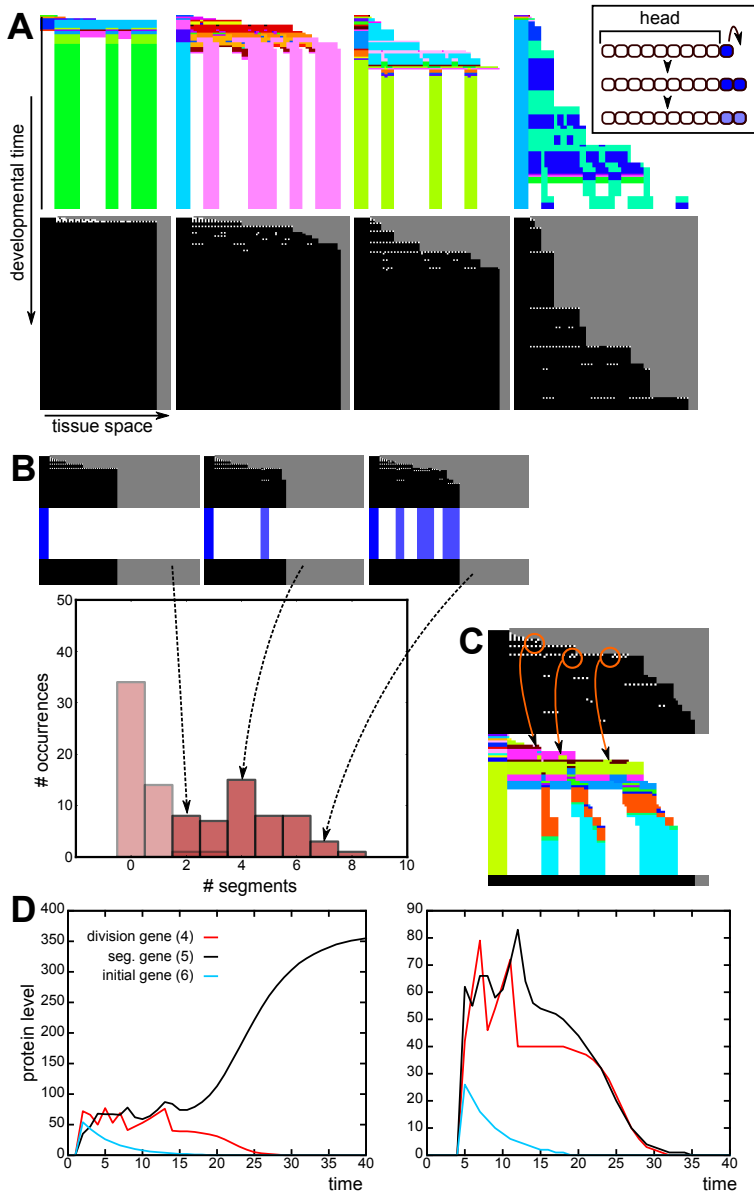 A
head
developmental time
tissue space
B
50
40
30
20
10
0
# occurrences
0 2 4 6 8 10
# segments
C
D
400
350
300
250
200
150
100
50
0
protein level
division gene (4)
seg. gene (5)
initial gene (6)
0 5 10 15 20 25 30 35 40
time
90
80
70
60
50
40
30
20
10
0
0 5 10 15 20 25 30 35 40
time